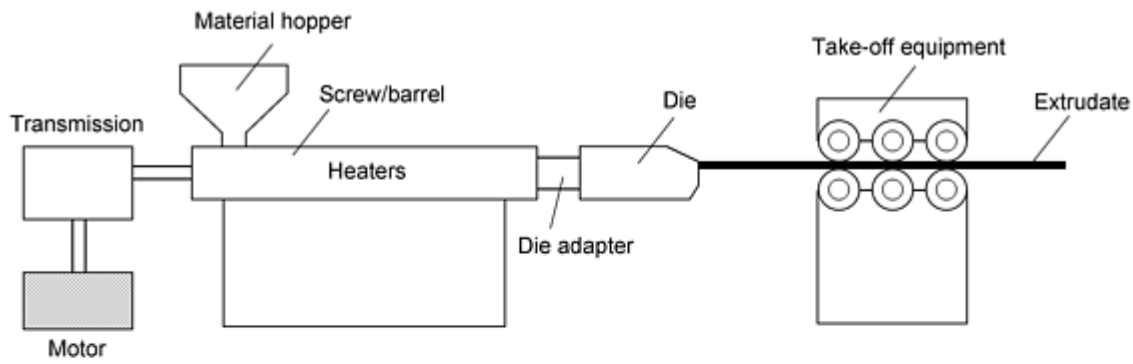 Material hopper
Take-off equipment
Screw/barrel
Die
Extrudate
Transmission
Heaters
Die adapter
Motor